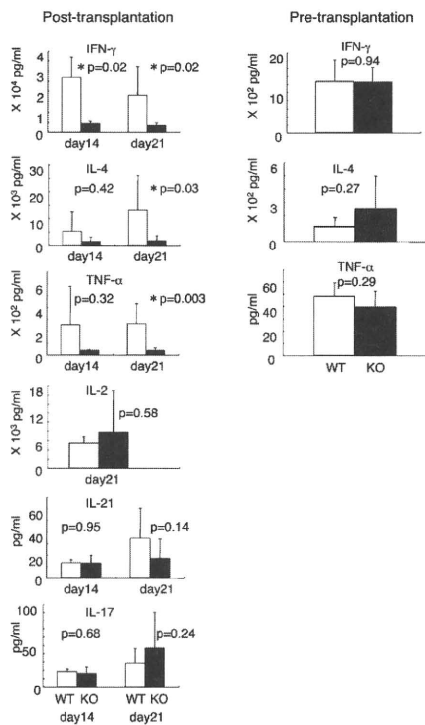 Post-transplantation
IFN-γ
X 10⁴ pg/ml
4
3
2
1
0
* p=0.02
* p=0.02
day14
day21
IL-4
X 10³ pg/ml
30
20
10
0
p=0.42
* p=0.03
day14
day21
TNF-α
X 10² pg/ml
6
4
2
0
p=0.32
* p=0.003
day14
day21
IL-2
X 10³ pg/ml
18
12
6
0
p=0.58
day21
IL-21
pg/ml
60
40
20
0
p=0.95
p=0.14
day14
day21
IL-17
pg/ml
100
50
0
p=0.68
p=0.24
WT KO
WT KO
day14
day21
Pre-transplantation
IFN-γ
X 10² pg/ml
20
10
0
p=0.94
IL-4
X 10² pg/ml
6
3
0
p=0.27
TNF-α
pg/ml
60
40
20
0
p=0.29
WT
KO